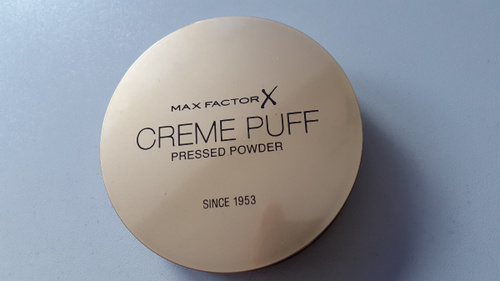 MAX FACTOR X
CREME PUFF
PRESSED POWDER
SINCE 1953